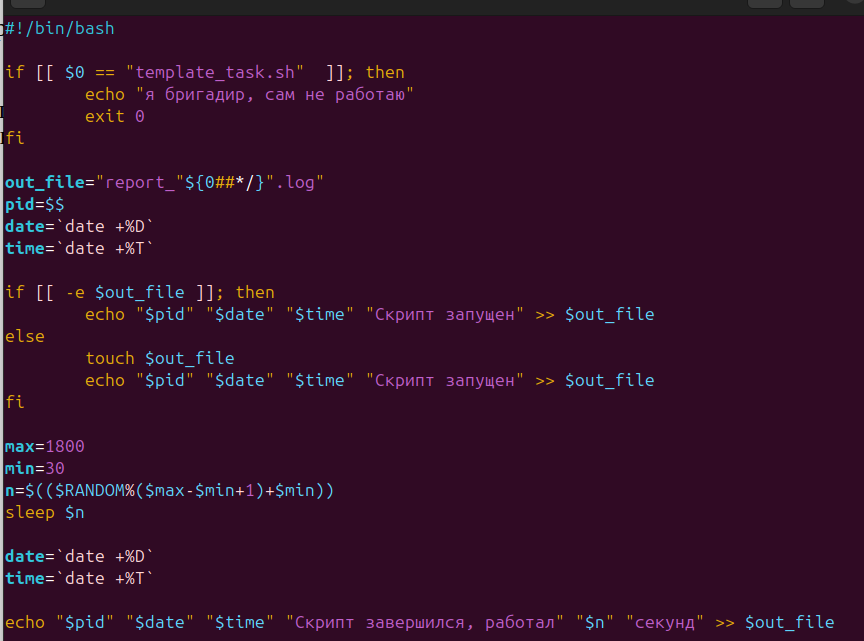 #!/bin/bash
if [[ $0 == "template_task.sh"  ]]; then
        echo "я бригадир, сам не работаю"
        exit 0
fi
out_file="report_"${0##*/}".log"
pid=$$
date=`date +%D`
time=`date +%T`
if [[ -e $out_file ]]; then
        echo "$pid" "$date" "$time" "Скрипт запущен" >> $out_file
else
        touch $out_file
        echo "$pid" "$date" "$time" "Скрипт запущен" >> $out_file
fi
max=1800
min=30
n=$(($RANDOM%($max-$min+1)+$min))
sleep $n
date=`date +%D`
time=`date +%T`
echo "$pid" "$date" "$time" "Скрипт завершился, работал" "$n" "секунд" >> $out_file